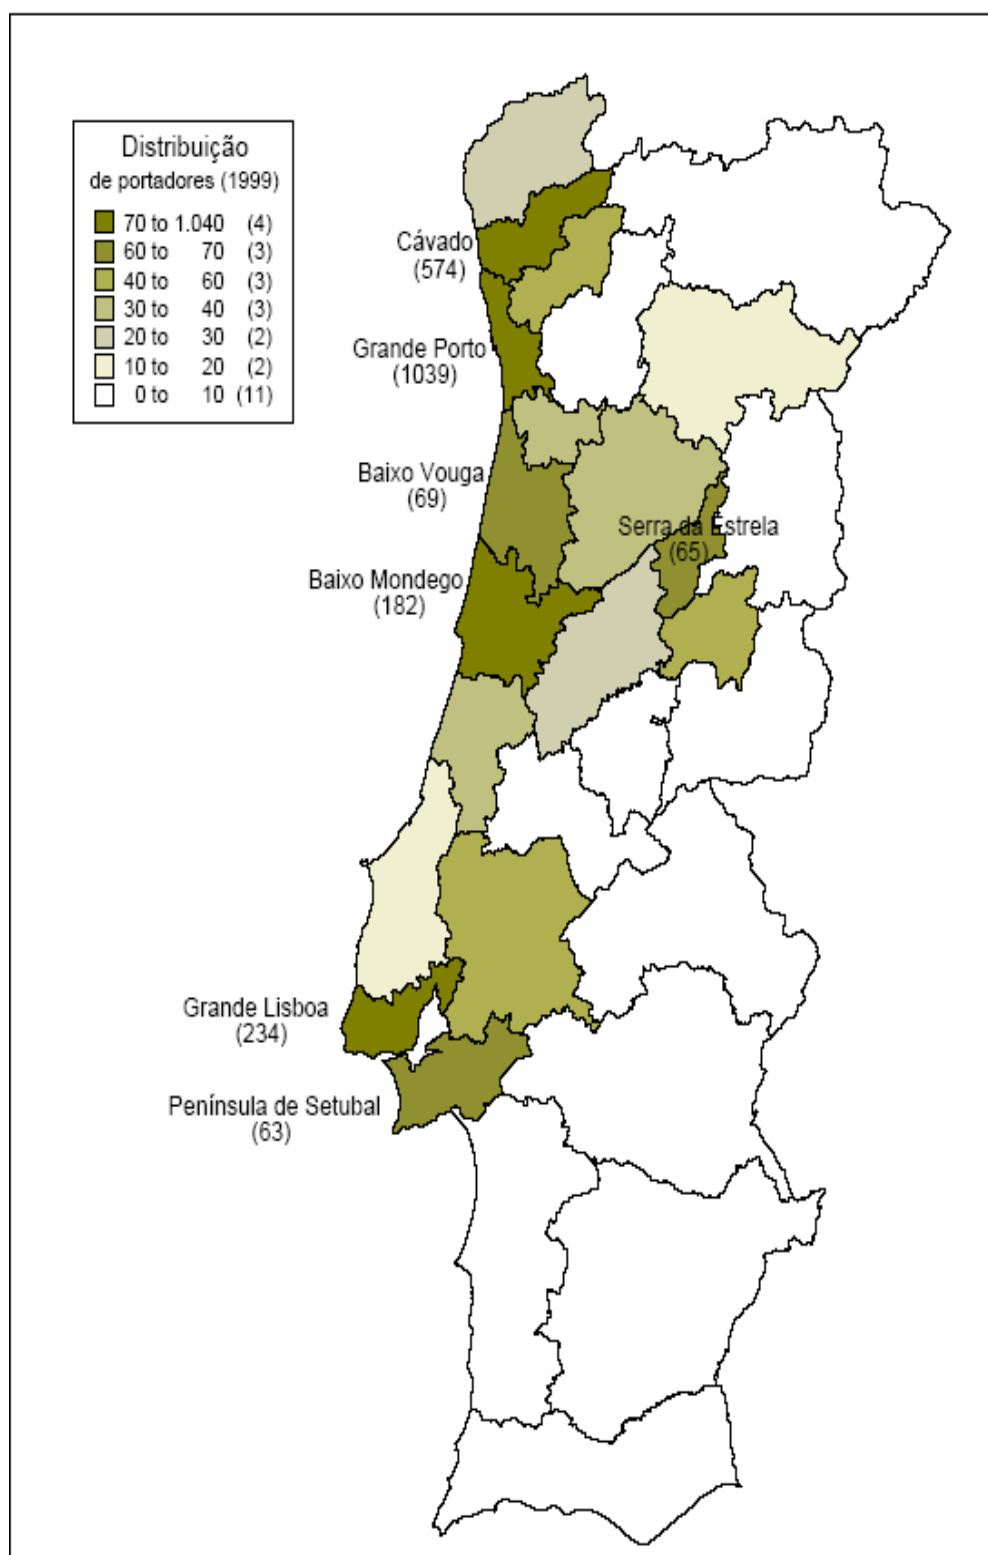 Distribuição
de portadores (1999)
70 to 1.040 (4)
60 to 70 (3)
40 to 60 (3)
30 to 40 (3)
20 to 30 (2)
10 to 20 (2)
0 to 10 (11)
Cávado
(574)
Grande Porto
(1039)
Baixo Vouga
(69)
Serra da Estrela
(65)
Baixo Mondego
(182)
Grande Lisboa
(234)
Península de Setubal
(63)